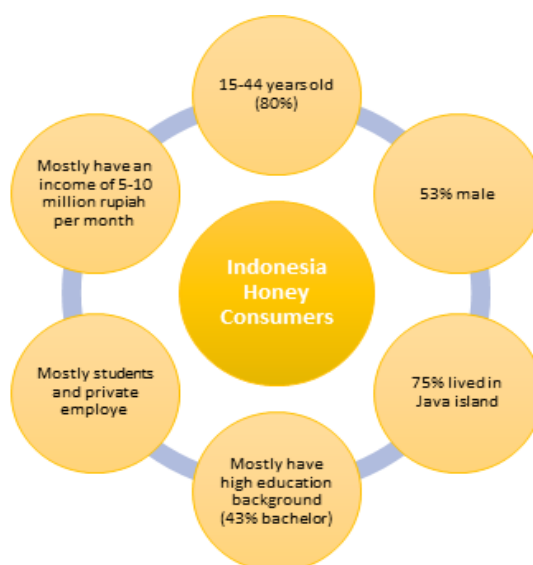 15-44 years old
(80%)
53% male
75% lived in
Java island
Mostly have
high education
background
(43% bachelor)
Mostly students
and private
employe
Mostly have an
income of 5-10
million rupiah
per month
Indonesia
Honey
Consumers